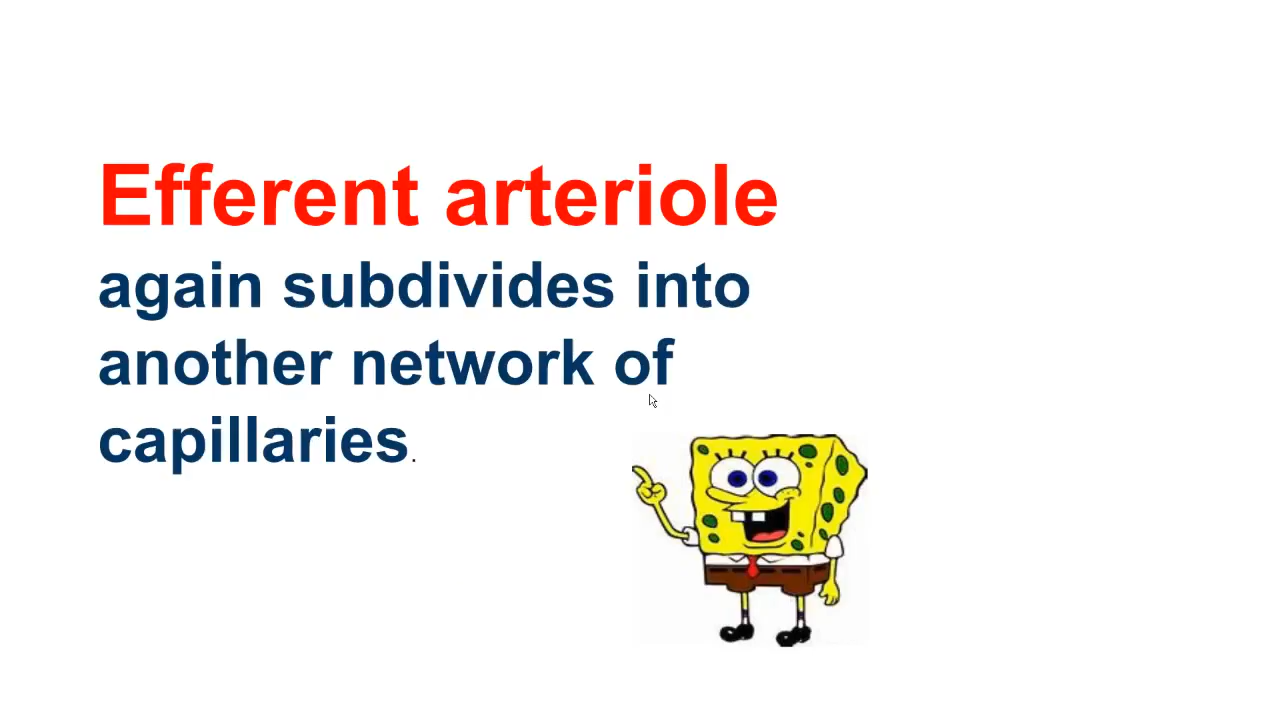 Efferent arteriole
again subdivides into
another network of
capillaries.